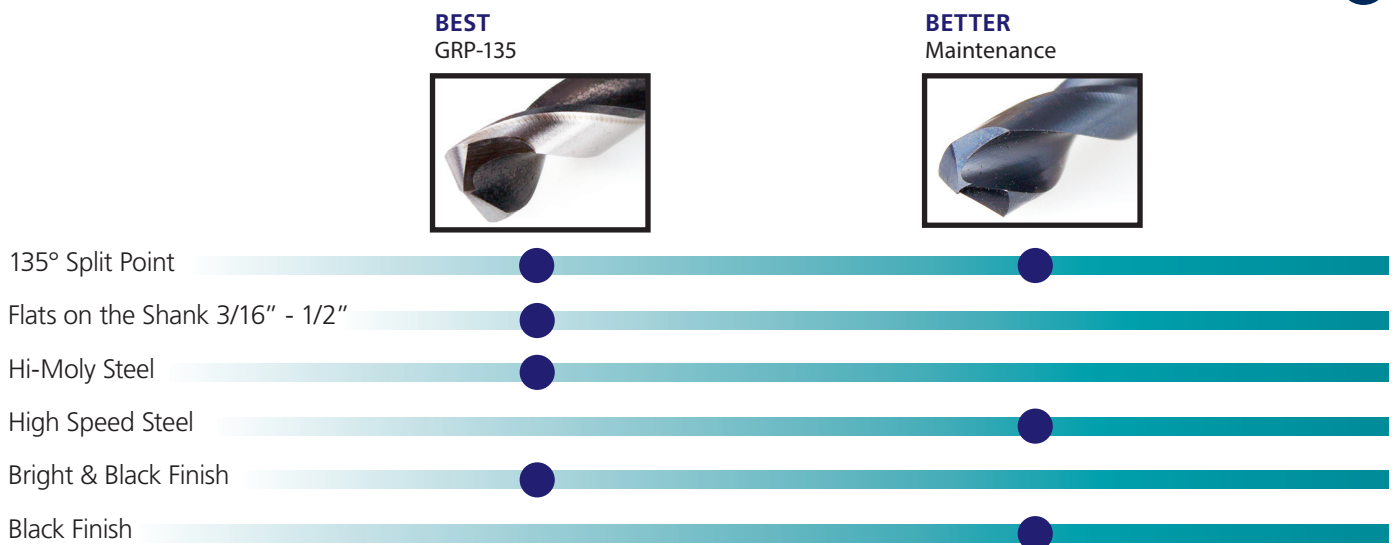 BEST
GRP-135
BETTER
Maintenance
135° Split Point
Flats on the Shank 3/16” - 1/2”
Hi-Moly Steel
High Speed Steel
Bright & Black Finish
Black Finish